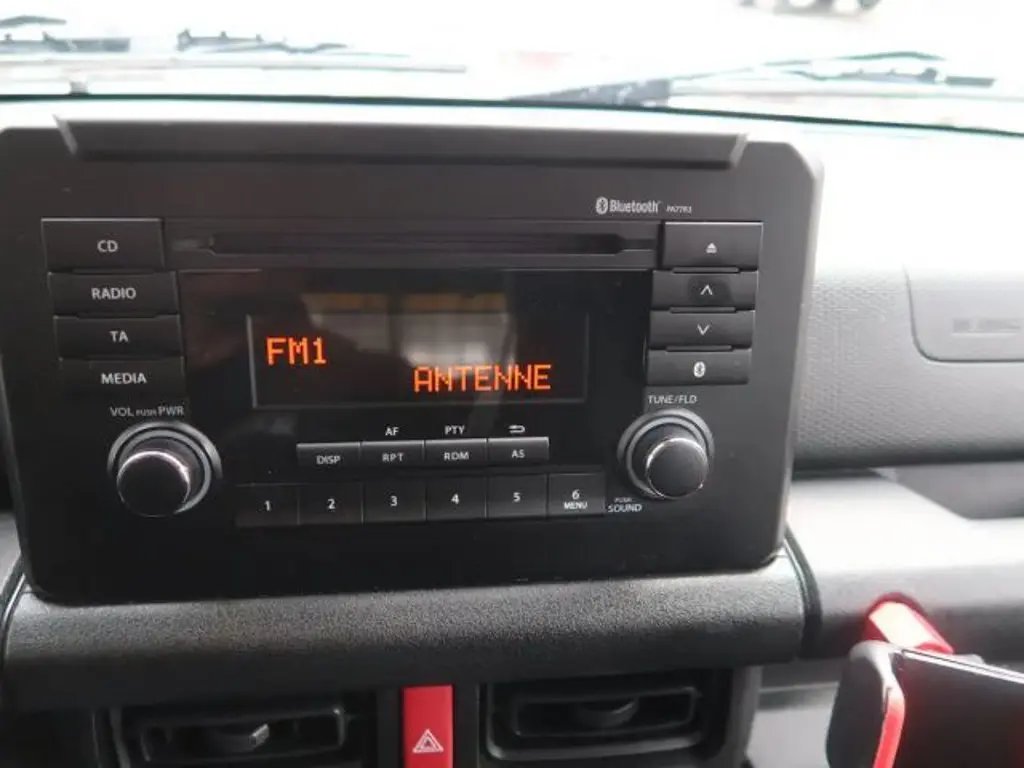 Bluetooth PA7783
CD
RADIO
TA
MEDIA
FM1
ANTENNE
VOL PUSH PWR
TUNE/FLD
AF PTY
DISP RPT RDM AS
1 2 3 4 5 6
MENU
PUSH
SOUND